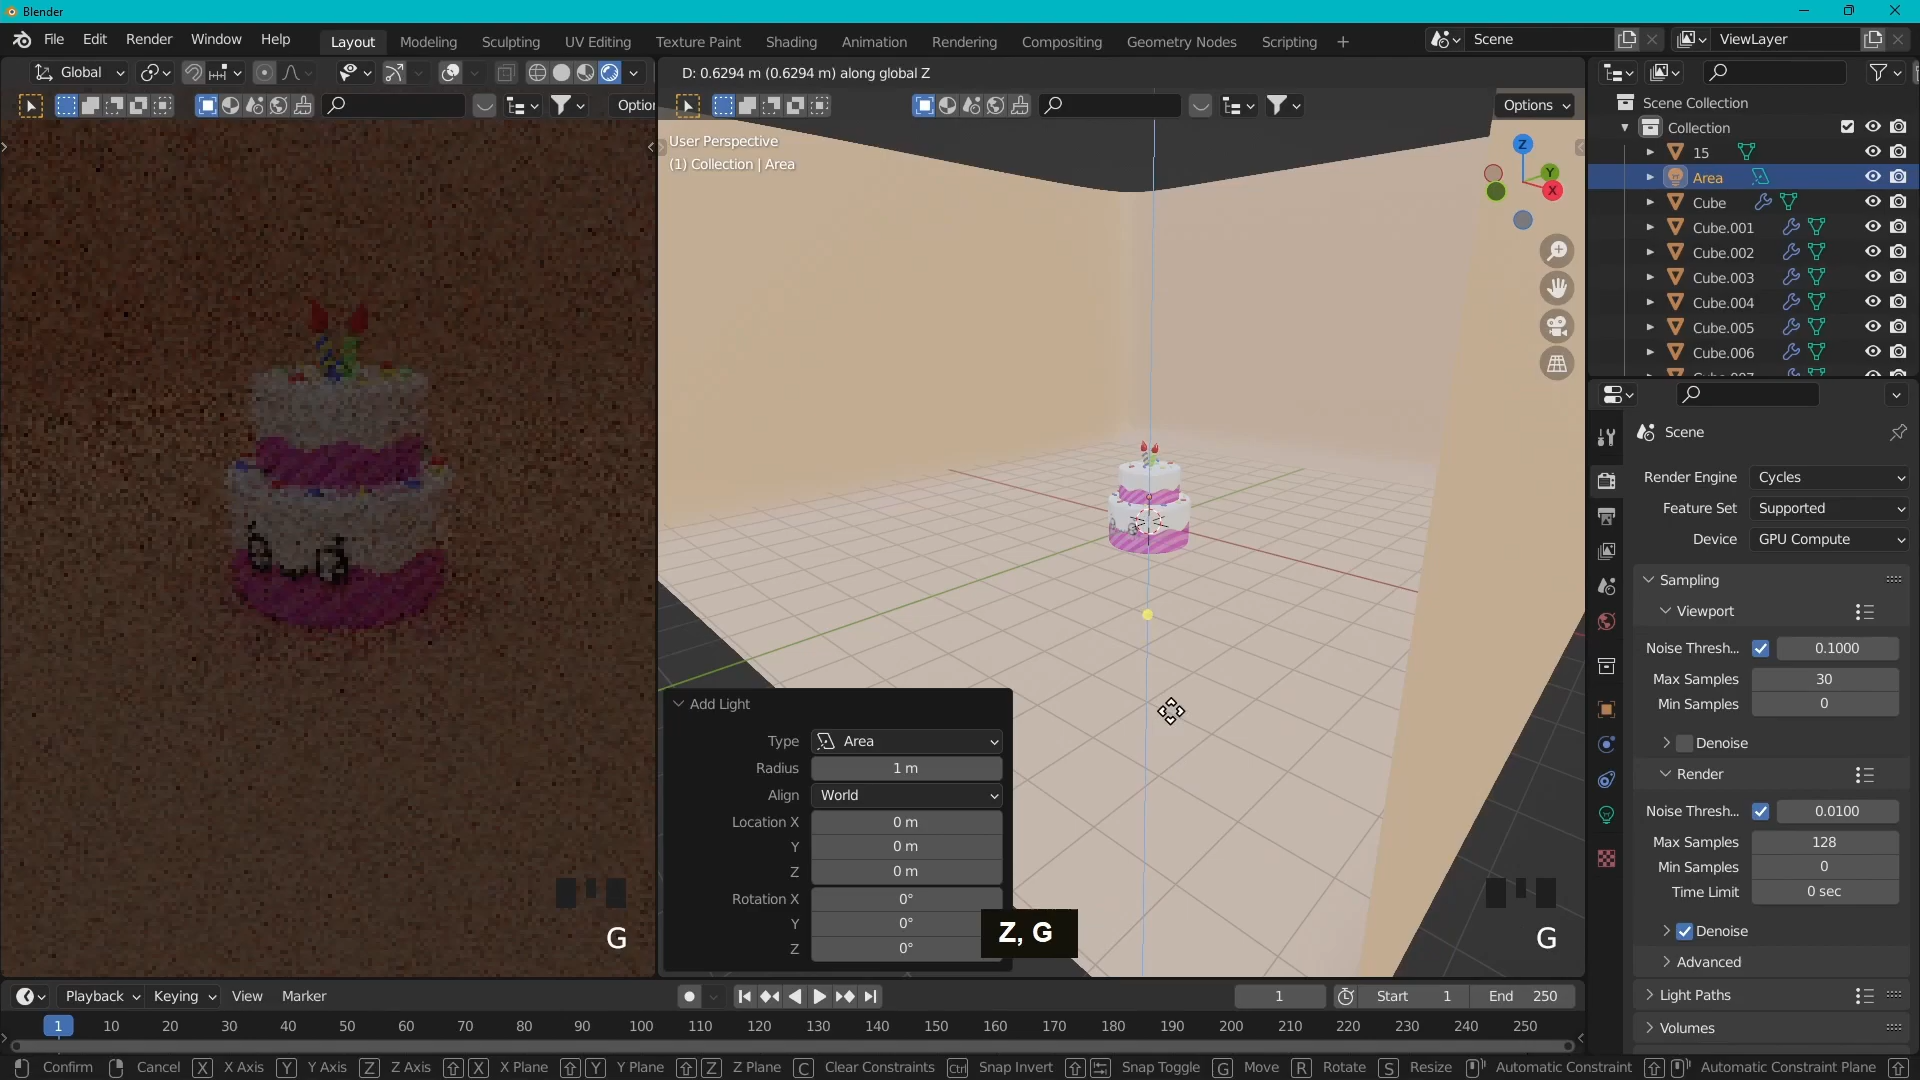 Blender
File Edit Render Window Help Layout Modeling Sculpting UV Editing Texture Paint Shading Animation Rendering Compositing Geometry Nodes Scripting + Scene ViewLayer
Global D: 0.6294 m (0.6294 m) along global Z
Options
User Perspective
(1) Collection | Area
Z
Y
X
Scene Collection
Collection
15
Area
Cube
Cube.001
Cube.002
Cube.003
Cube.004
Cube.005
Cube.006
Scene
Render Engine Cycles
Feature Set Supported
Device GPU Compute
Sampling
Viewport
Noise Thresh... 0.1000
Max Samples 30
Min Samples 0
Denoise
Render
Noise Thresh... 0.0100
Max Samples 128
Min Samples 0
Time Limit 0 sec
Denoise
Advanced
Light Paths
Volumes
Add Light
Type Area
Radius 1 m
Align World
Location X 0 m
Y 0 m
Z 0 m
Rotation X 0°
Y 0°
Z 0°
Z, G
G
G
Playback Keying View Marker 1 Start 1 End 250
1 10 20 30 40 50 60 70 80 90 100 110 120 130 140 150 160 170 180 190 200 210 220 230 240 250
Confirm Cancel X X Axis Y Y Axis Z Z Axis X X Plane Y Y Plane Z Z Plane C Clear Constraints Ctrl Snap Invert Snap Toggle G Move R Rotate S Resize Automatic Constraint Automatic Constraint Plane